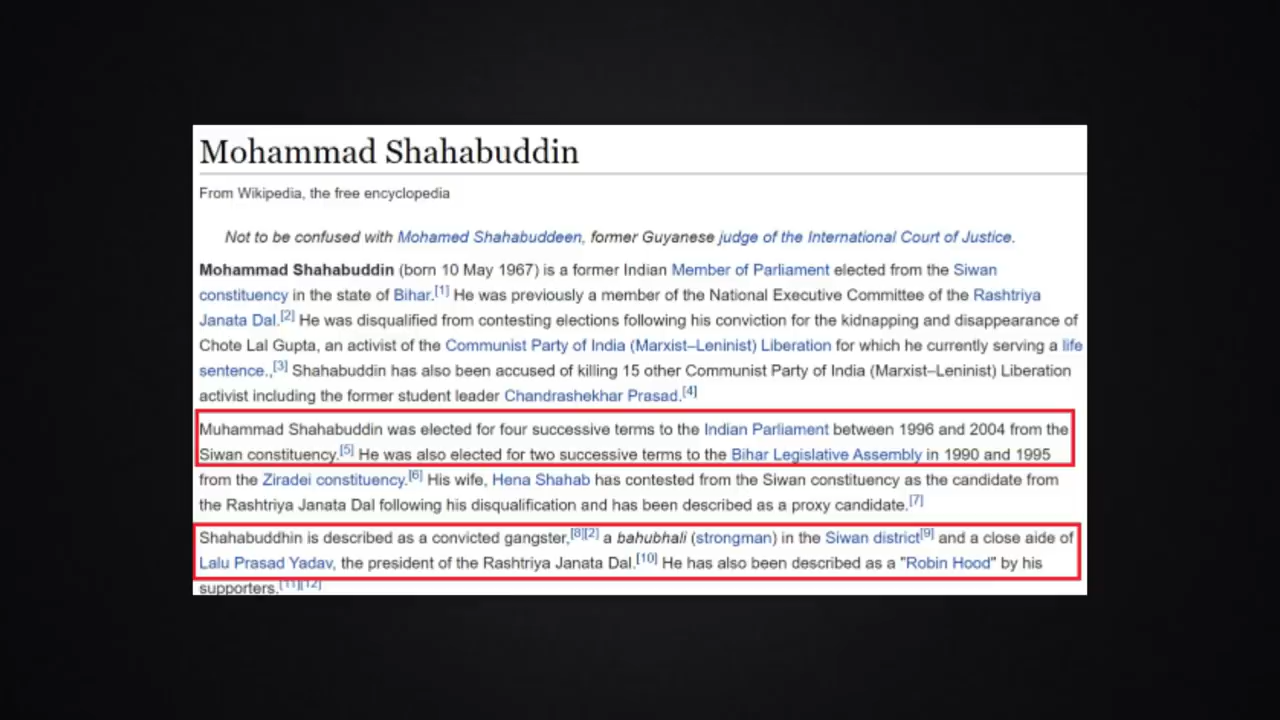 Mohammad Shahabuddin
From Wikipedia, the free encyclopedia
Not to be confused with Mohamed Shahabuddeen, former Guyanese judge of the International Court of Justice.
Mohammad Shahabuddin (born 10 May 1967) is a former Indian Member of Parliament elected from the Siwan
constituency in the state of Bihar.[1] He was previously a member of the National Executive Committee of the Rashtriya
Janata Dal.[2] He was disqualified from contesting elections following his conviction for the kidnapping and disappearance of
Chote Lal Gupta, an activist of the Communist Party of India (Marxist–Leninist) Liberation for which he currently serving a life
sentence.,[3] Shahabuddin has also been accused of killing 15 other Communist Party of India (Marxist–Leninist) Liberation
activist including the former student leader Chandrashekhar Prasad.[4]
Muhammad Shahabuddin was elected for four successive terms to the Indian Parliament between 1996 and 2004 from the
Siwan constituency.[5] He was also elected for two successive terms to the Bihar Legislative Assembly in 1990 and 1995
from the Ziradei constituency.[6] His wife, Hena Shahab has contested from the Siwan constituency as the candidate from
the Rashtriya Janata Dal following his disqualification and has been described as a proxy candidate.[7]
Shahabuddhin is described as a convicted gangster,[8][2] a bahubhali (strongman) in the Siwan district[9] and a close aide of
Lalu Prasad Yadav, the president of the Rashtriya Janata Dal.[10] He has also been described as a "Robin Hood" by his
supporters.[11][12]